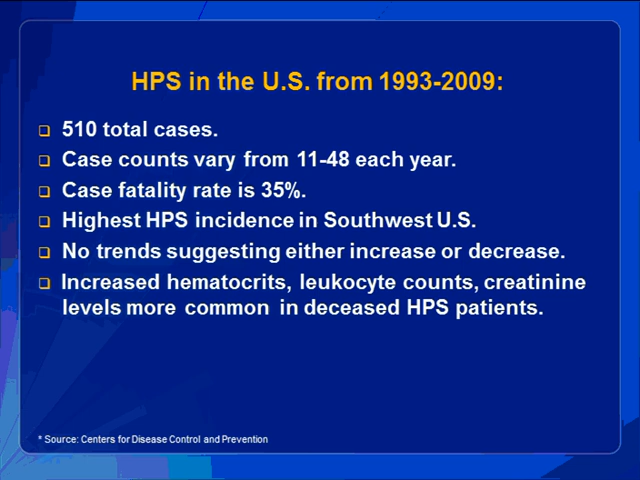 HPS in the U.S. from 1993-2009:
510 total cases.
Case counts vary from 11-48 each year.
Case fatality rate is 35%.
Highest HPS incidence in Southwest U.S.
No trends suggesting either increase or decrease.
Increased hematocrits, leukocyte counts, creatinine
levels more common in deceased HPS patients.
* Source: Centers for Disease Control and Prevention